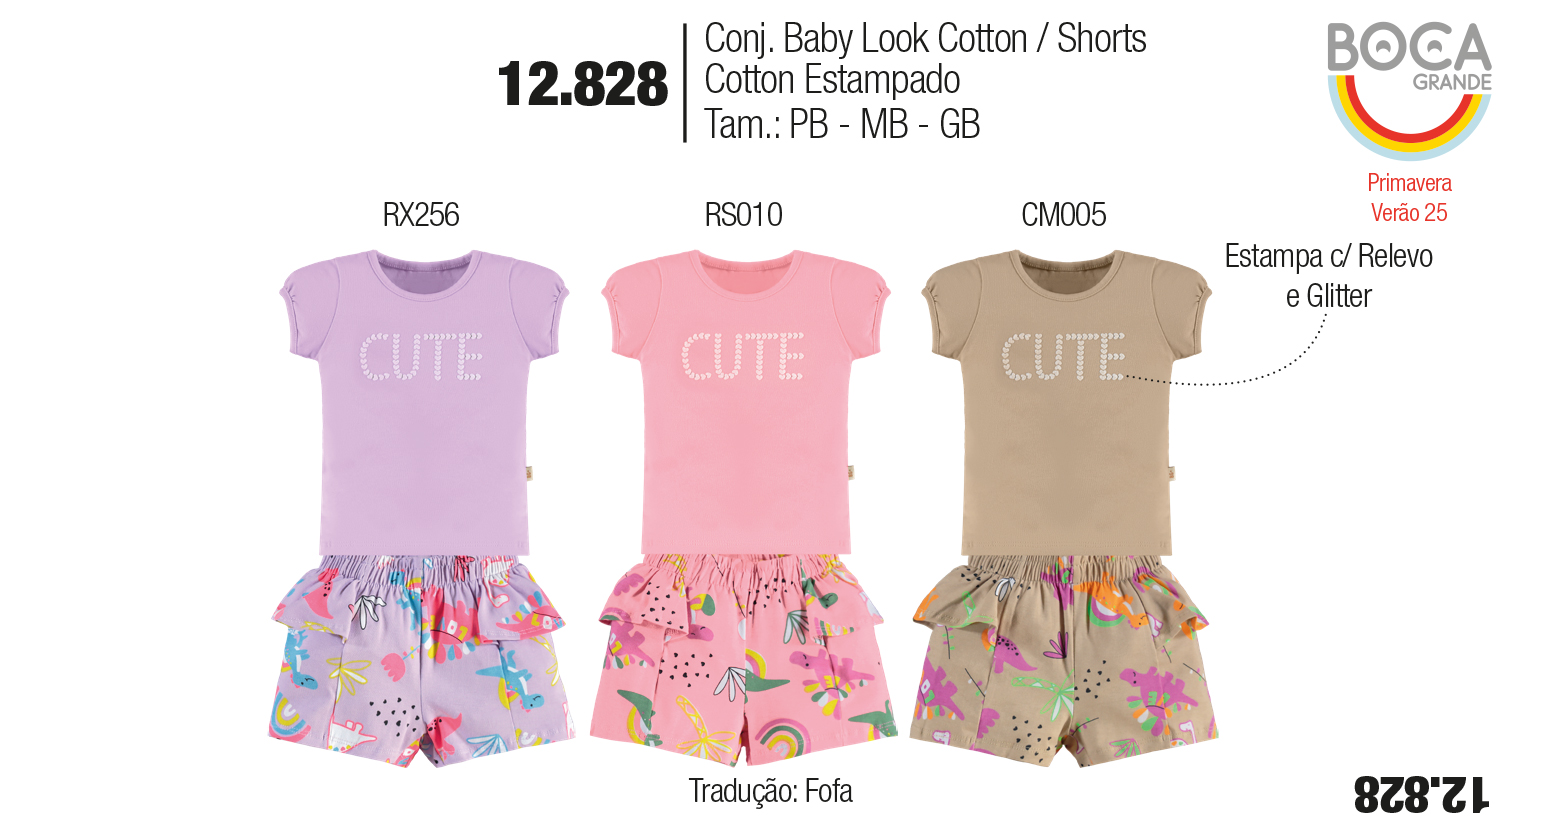 12.828
Conj. Baby Look Cotton / Shorts
Cotton Estampado
Tam.: PB - MB - GB
BOCA
GRANDE
Primavera
Verão 25
RX256
RS010
CM005
Estampa c/ Relevo
e Glitter
CUTE
CUTE
CUTE
Tradução: Fofa
12.828